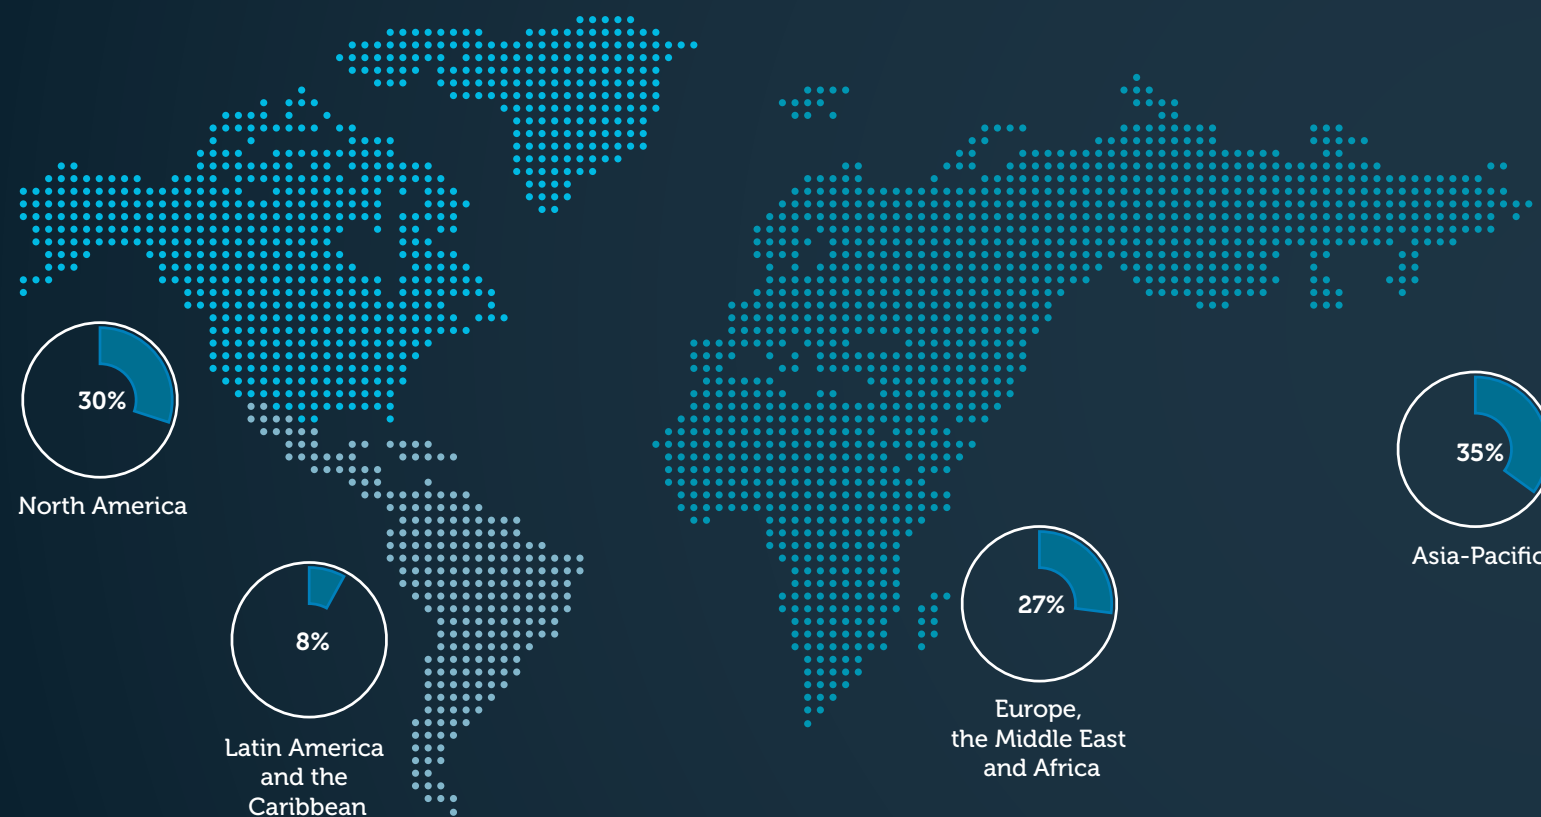 30%
North America
8%
Latin America
and the
Caribbean
27%
Europe,
the Middle East
and Africa
35%
Asia-Pacific